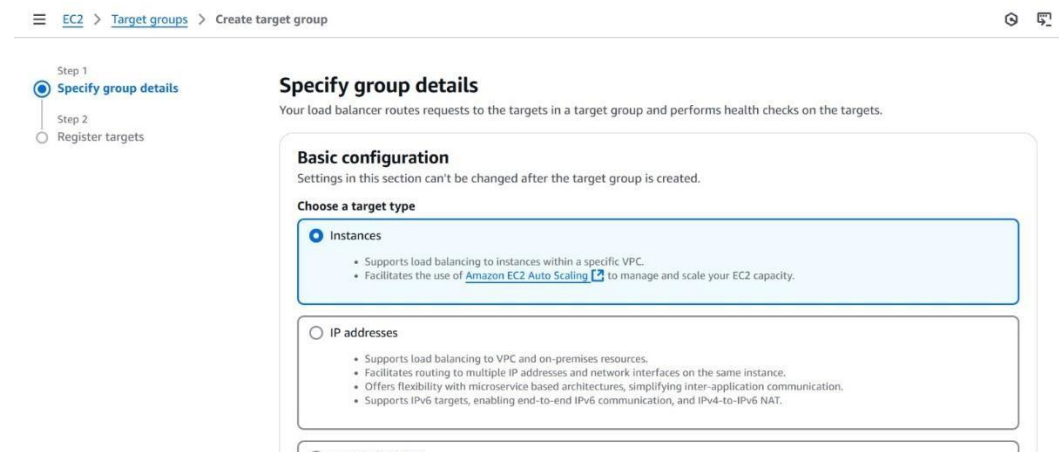 EC2 > Target groups > Create target group
Step 1
Specify group details
Step 2
Register targets
Specify group details
Your load balancer routes requests to the targets in a target group and performs health checks on the targets.
Basic configuration
Settings in this section can't be changed after the target group is created.
Choose a target type
Instances
• Supports load balancing to instances within a specific VPC.
• Facilitates the use of Amazon EC2 Auto Scaling to manage and scale your EC2 capacity.
IP addresses
• Supports load balancing to VPC and on-premises resources.
• Facilitates routing to multiple IP addresses and network interfaces on the same instance.
• Offers flexibility with microservice based architectures, simplifying inter-application communication.
• Supports IPv6 targets, enabling end-to-end IPv6 communication, and IPv4-to-IPv6 NAT.